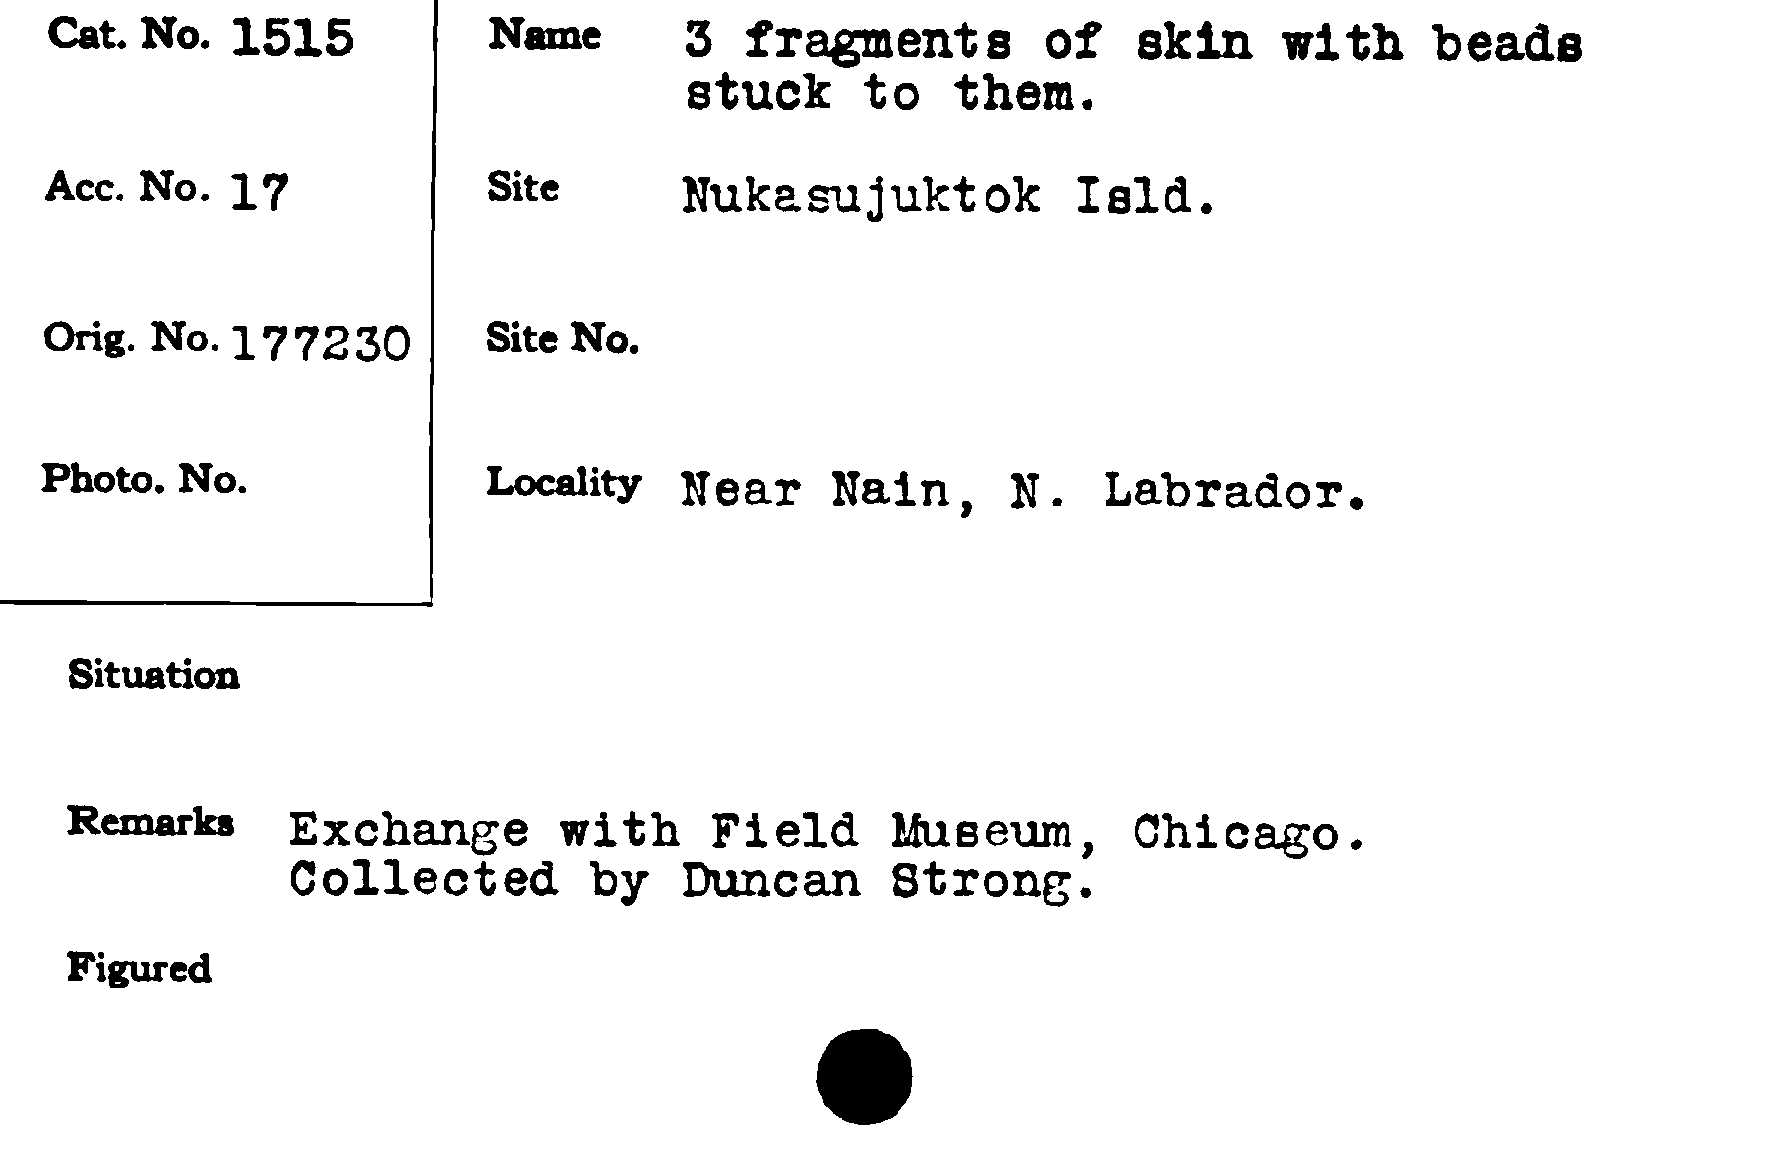 Cat. No. 1515
Name 3 fragments of skin with beads
stuck to them.
Acc. No. 17
Site Nukasujuktok Isld.
Orig. No. 177230
Site No.
Photo. No.
Locality Near Nain, N. Labrador.
Situation
Remarks Exchange with Field Museum, Chicago.
Collected by Duncan Strong.
Figured